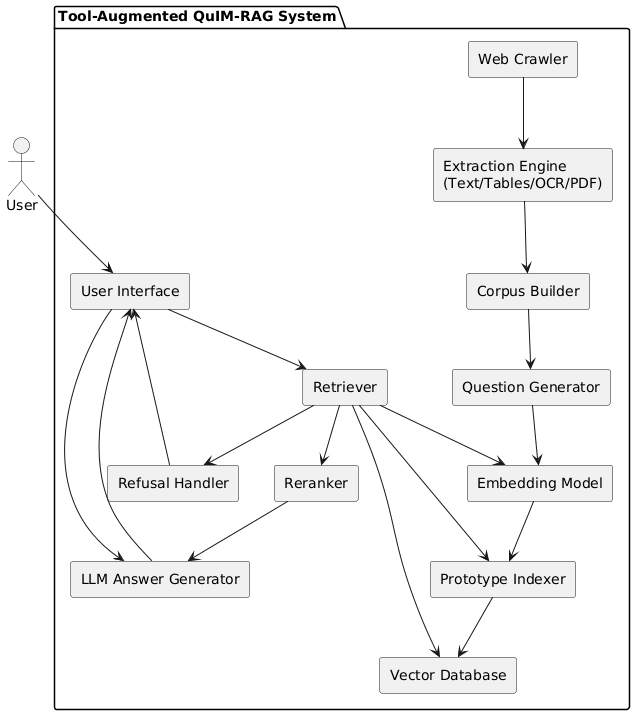 Tool-Augmented QuIM-RAG System
Web Crawler
Extraction Engine
(Text/Tables/OCR/PDF)
User
User Interface
Corpus Builder
Retriever
Question Generator
Refusal Handler
Reranker
Embedding Model
LLM Answer Generator
Prototype Indexer
Vector Database